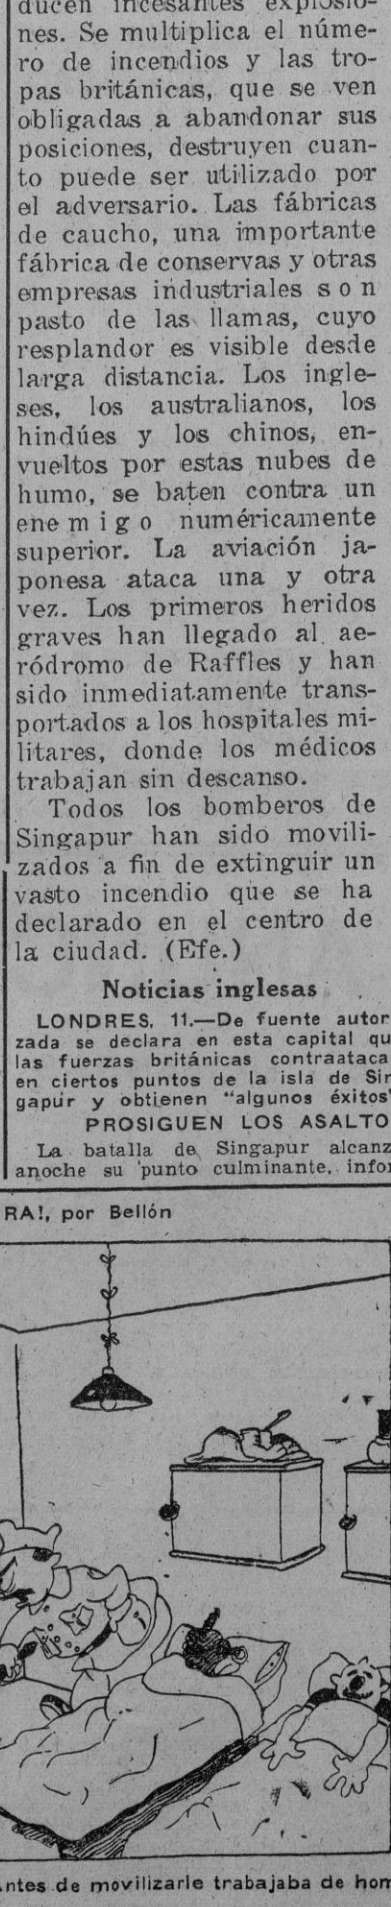 ducen incesantes explosio-
nes. Se multiplica el núme-
ro de incendios y las tro-
pas británicas, que se ven
obligadas a abandonar sus
posiciones, destruyen cuan-
to puede ser utilizado por
el adversario. Las fábricas
de caucho, una importante
fábrica de conservas y otras
empresas industriales son
pasto de las llamas, cuyo
resplandor es visible desde
larga distancia. Los ingle-
ses, los australianos, los
hindúes y los chinos, en-
vueltos por estas nubes de
humo, se baten contra un
enemigo numéricamente
superior. La aviación ja-
ponesa ataca una y otra
vez. Los primeros heridos
graves han llegado al ae-
ródromo de Raffles y han
sido inmediatamente trans-
portados a los hospitales mi-
litares, donde los médicos
trabajan sin descanso.
Todos los bomberos de
Singapur han sido movili-
zados a fin de extinguir un
vasto incendio que se ha
declarado en el centro de
la ciudad. (Efe.)
Noticias inglesas
LONDRES, 11.—De fuente autor
zada se declara en esta capital qu
las fuerzas británicas contraataca
en ciertos puntos de la isla de Sin
gapur y obtienen "algunos éxitos"
PROSIGUEN LOS ASALTO
La batalla de Singapur alcanz
anoche su punto culminante, infor
RA!, por Bellón
ntes de movilizarle trabajaba de hom